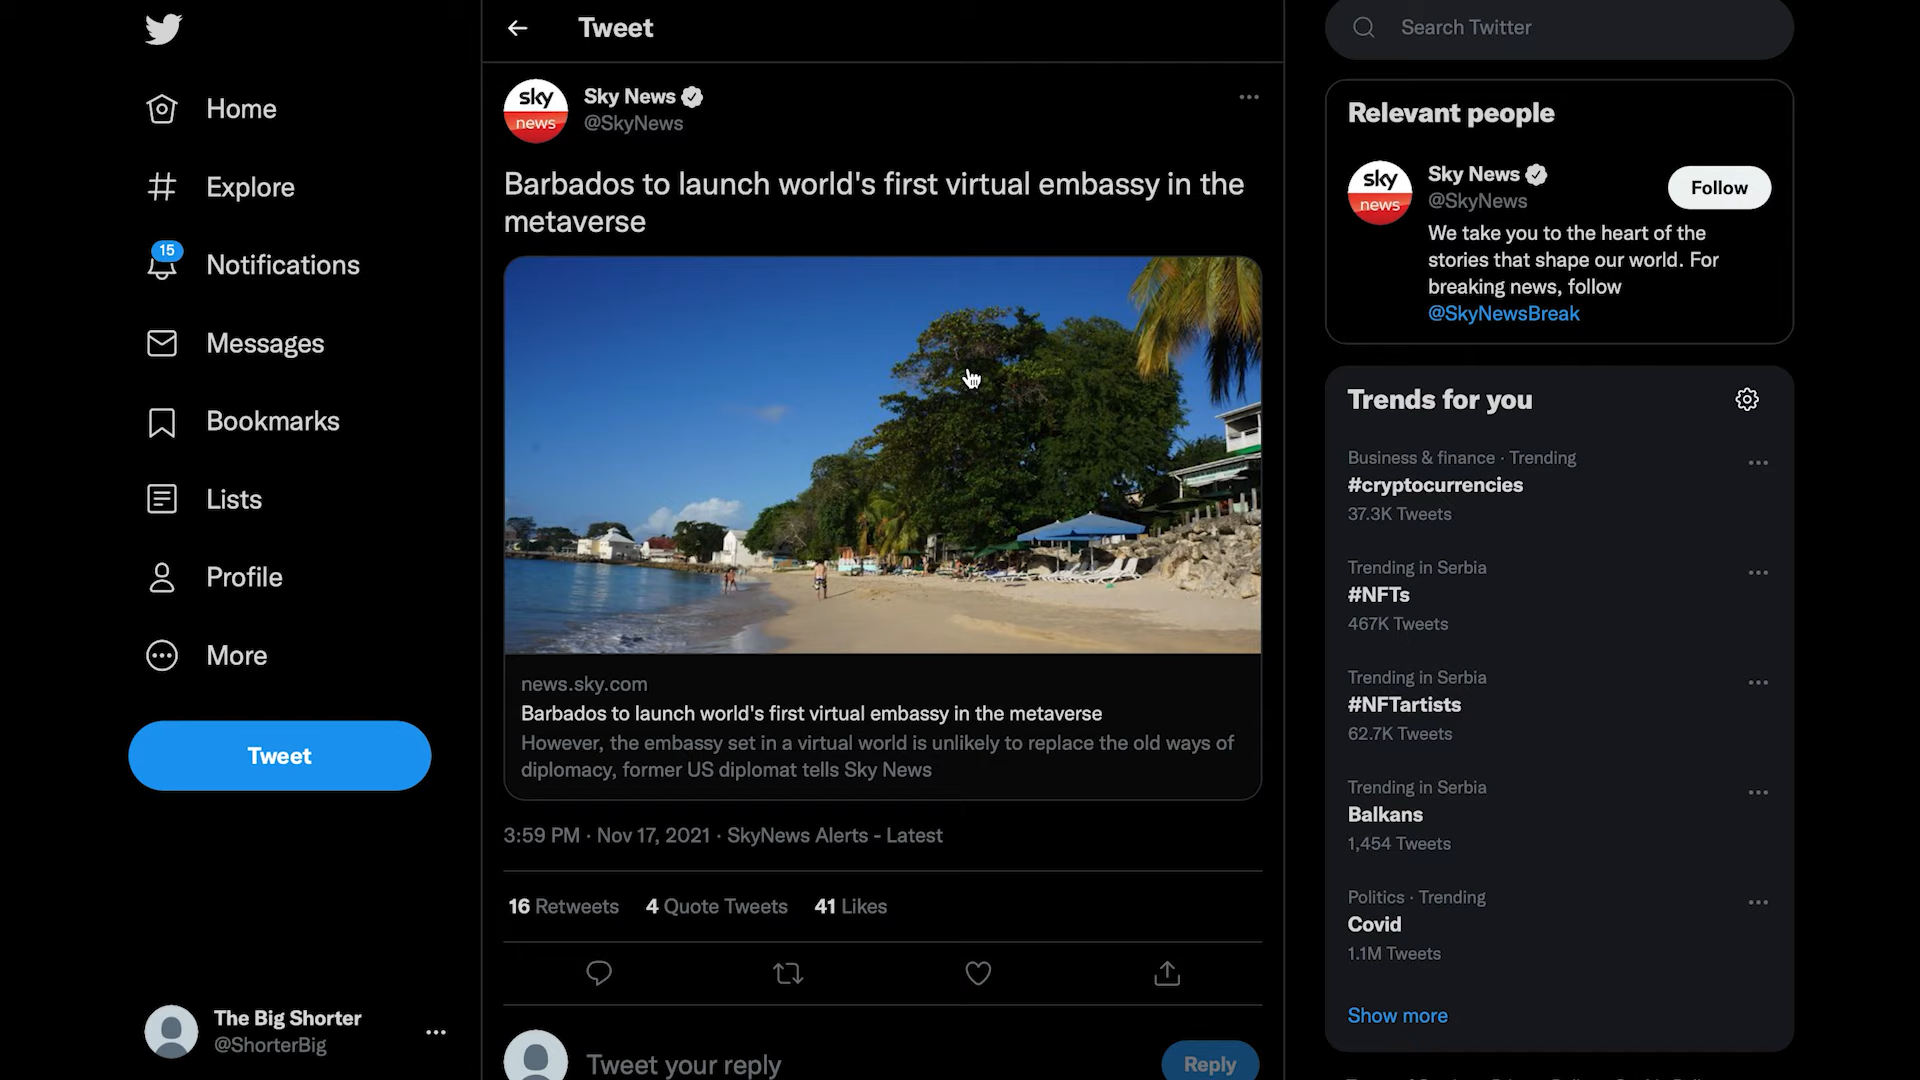 Home
Explore
15
Notifications
Messages
Bookmarks
Lists
Profile
More
Tweet
The Big Shorter
@ShorterBig
Tweet
sky
news
Sky News
@SkyNews
Barbados to launch world's first virtual embassy in the
metaverse
news.sky.com
Barbados to launch world's first virtual embassy in the metaverse
However, the embassy set in a virtual world is unlikely to replace the old ways of
diplomacy, former US diplomat tells Sky News
3:59 PM · Nov 17, 2021 · SkyNews Alerts - Latest
16 Retweets 4 Quote Tweets 41 Likes
Tweet your reply
Reply
Search Twitter
Relevant people
sky
news
Sky News
@SkyNews
Follow
We take you to the heart of the
stories that shape our world. For
breaking news, follow
@SkyNewsBreak
Trends for you
Business & finance · Trending
#cryptocurrencies
37.3K Tweets
Trending in Serbia
#NFTs
467K Tweets
Trending in Serbia
#NFTartists
62.7K Tweets
Trending in Serbia
Balkans
1,454 Tweets
Politics · Trending
Covid
1.1M Tweets
Show more